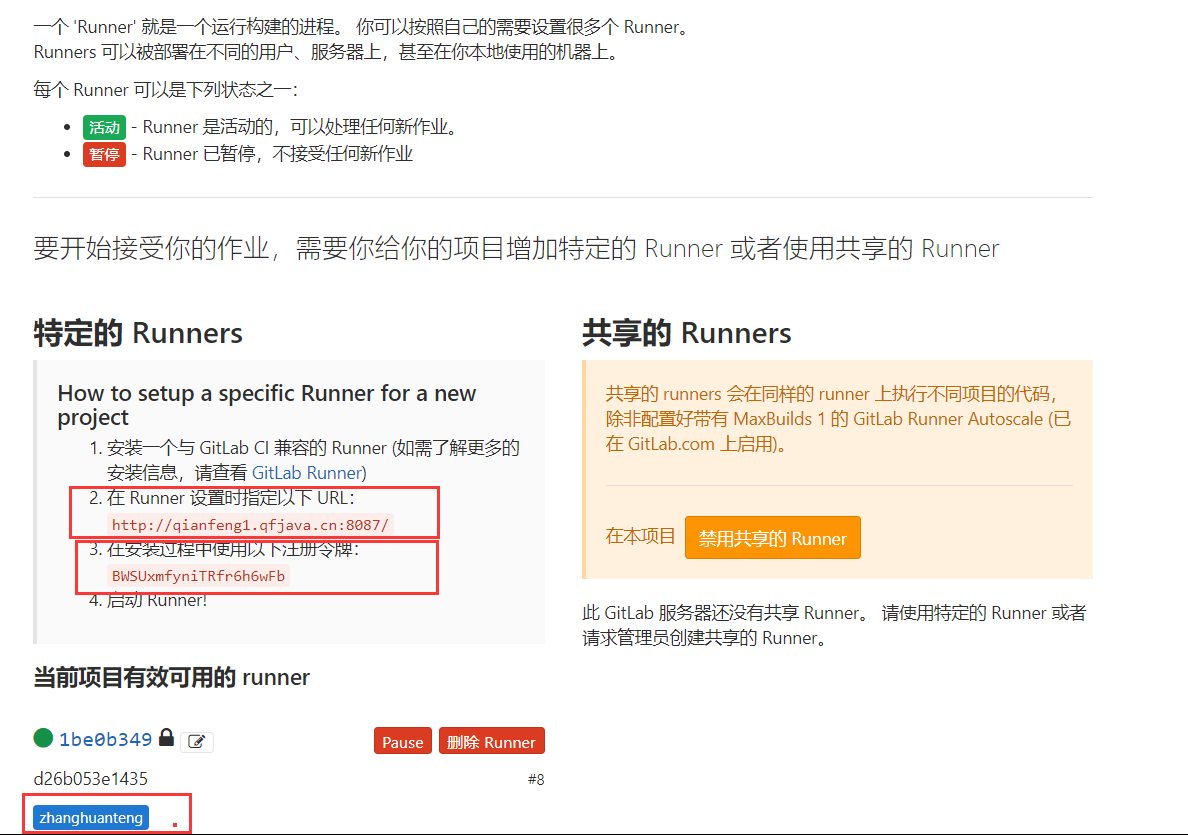 一个 'Runner' 就是一个运行构建的进程。 你可以按照自己的需要设置很多个 Runner。
Runners 可以被部署在不同的用户、服务器上，甚至在你本地使用的机器上。
每个 Runner 可以是下列状态之一：
活动 - Runner 是活动的，可以处理任何新作业。
暂停 - Runner 已暂停，不接受任何新作业
要开始接受你的作业，需要你给你的项目增加特定的 Runner 或者使用共享的 Runner
特定的 Runners
How to setup a specific Runner for a new
project
1. 安装一个与 GitLab CI 兼容的 Runner (如需了解更多的
安装信息，请查看 GitLab Runner)
2. 在 Runner 设置时指定以下 URL：
http://qianfeng1.qfjava.cn:8087/
3. 在安装过程中使用以下注册令牌：
BWSUxmfyniTRfr6h6wFb
4. 启动 Runner!
共享的 Runners
共享的 runners 会在同样的 runner 上执行不同项目的代码，
除非配置好带有 MaxBuilds 1 的 GitLab Runner Autoscale (已
在 GitLab.com 上启用)。
在本项目 禁用共享的 Runner
此 GitLab 服务器还没有共享 Runner。 请使用特定的 Runner 或者
请求管理员创建共享的 Runner。
当前项目有效可用的 runner
1be0b349 Pause 删除 Runner
d26b053e1435 #8
zhanghuanteng